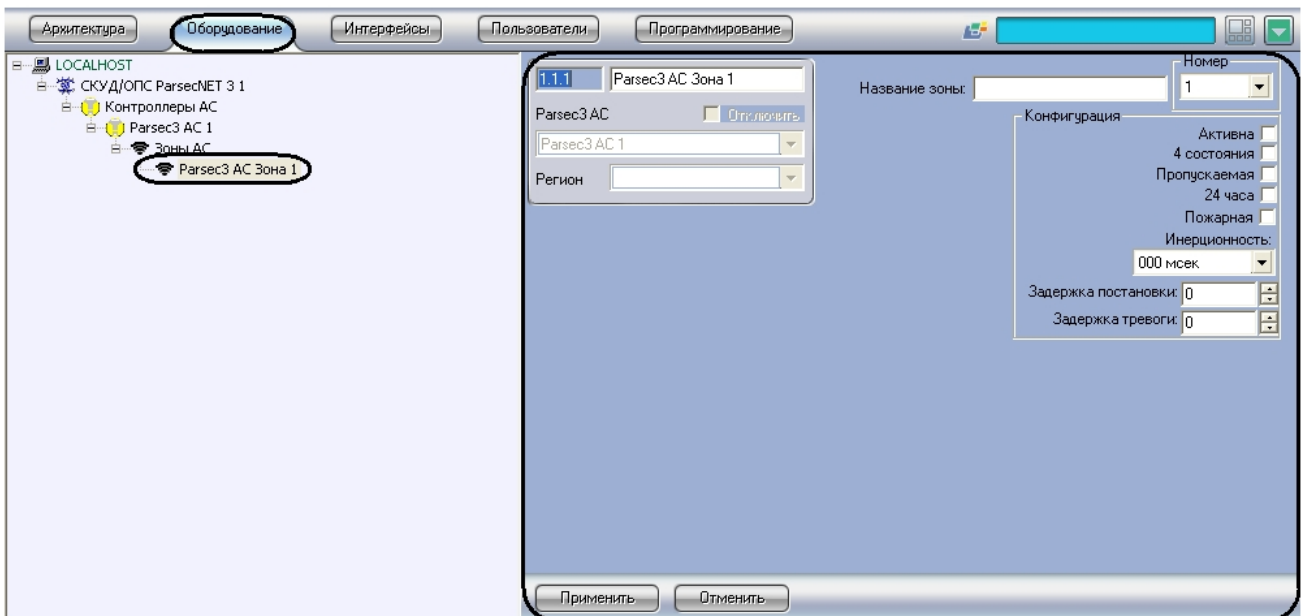 Архитектура Оборудование Интерфейсы Пользователи Программирование
LOCALHOST
СКУД/ОПС ParsecNET 3 1
Контроллеры AC
Parsec3 AC 1
Зоны AC
Parsec3 AC Зона 1
1.1.1 Parsec3 AC Зона 1
Parsec3 AC Отключить
Parsec3 AC 1
Регион
Название зоны:
Номер
1
Конфигурация
Активна
4 состояния
Пропускаемая
24 часа
Пожарная
Инерционность:
000 мсек
Задержка постановки: 0
Задержка тревоги: 0
Применить Отменить